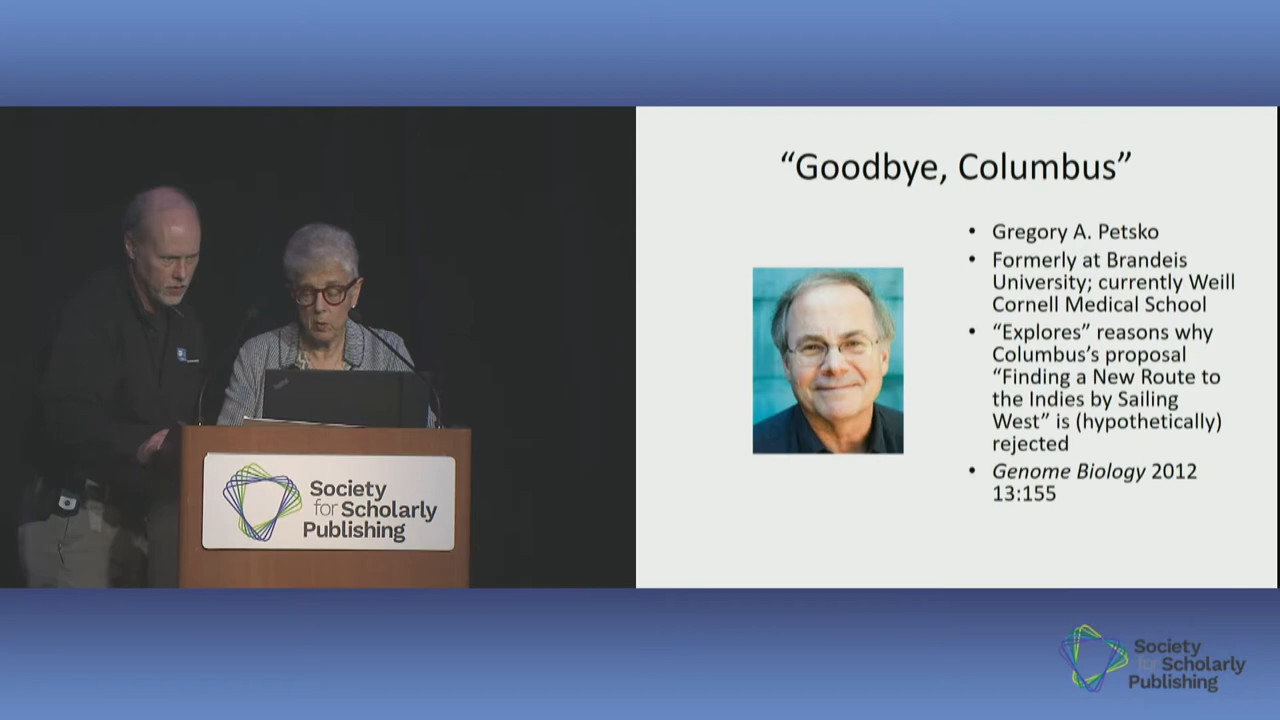 “Goodbye, Columbus”
• Gregory A. Petsko
• Formerly at Brandeis
University; currently Weill
Cornell Medical School
• “Explores” reasons why
Columbus’s proposal
“Finding a New Route to
the Indies by Sailing
West” is (hypothetically)
rejected
• Genome Biology 2012
13:155
Society
for Scholarly
Publishing
Society
for Scholarly
Publishing